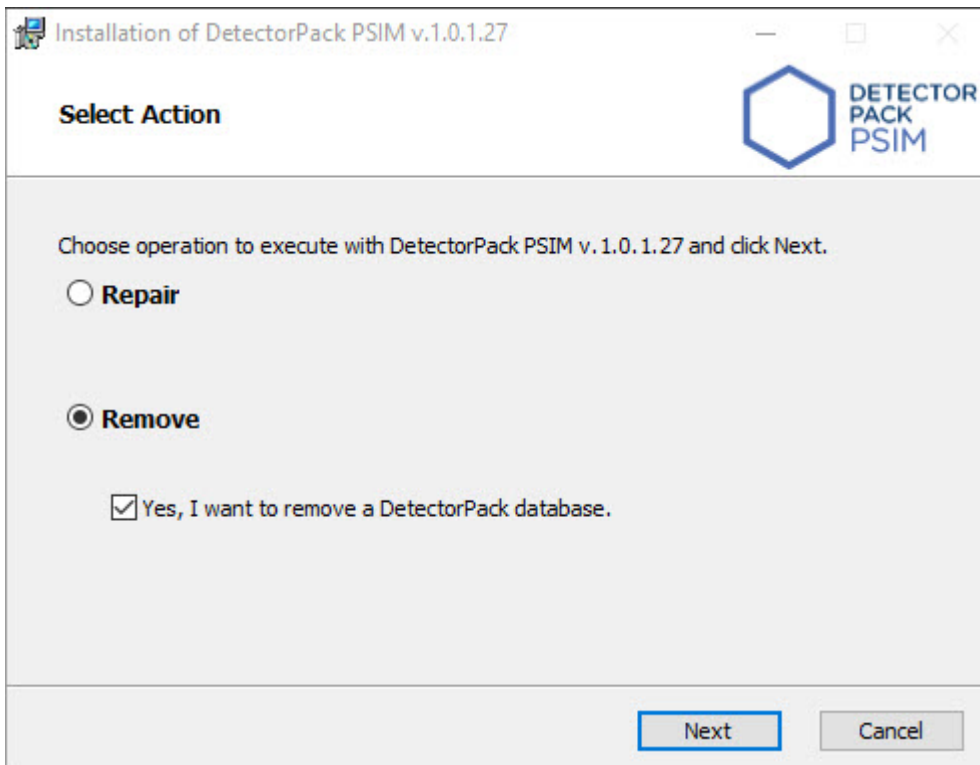 Installation of DetectorPack PSIM v.1.0.1.27
Select Action
DETECTOR
PACK
PSIM
Choose operation to execute with DetectorPack PSIM v.1.0.1.27 and click Next.
Repair
Remove
Yes, I want to remove a DetectorPack database.
Next
Cancel